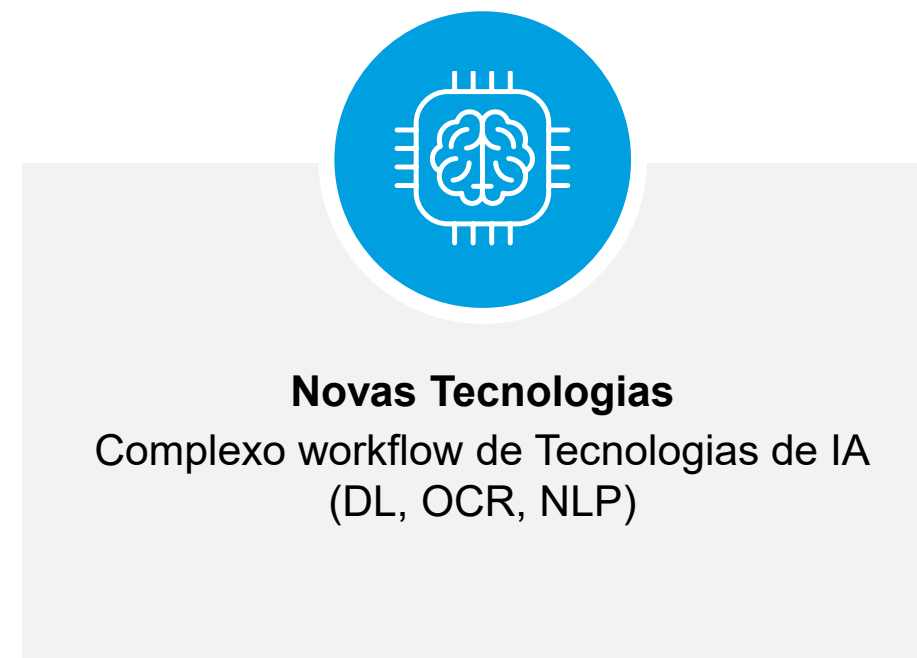 Novas Tecnologias
Complexo workflow de Tecnologias de IA
(DL, OCR, NLP)